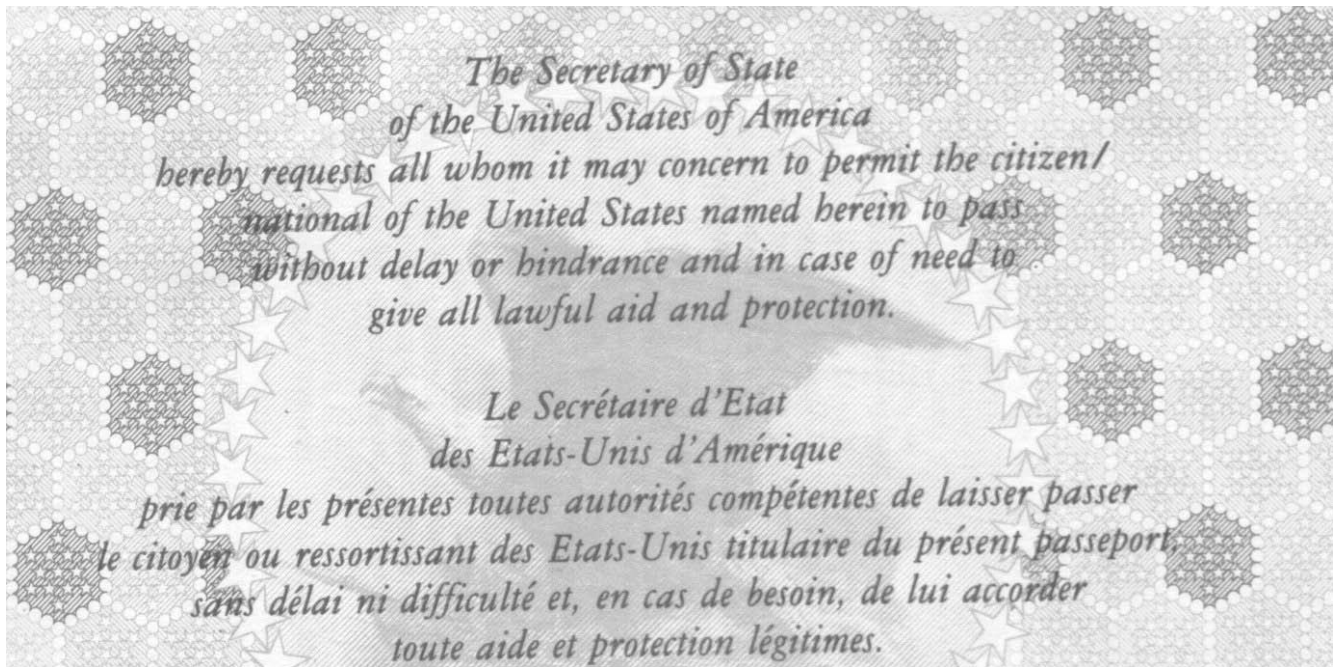 The Secretary of State
of the United States of America
hereby requests all whom it may concern to permit the citizen/
national of the United States named herein to pass
without delay or hindrance and in case of need to
give all lawful aid and protection.
Le Secrétaire d'Etat
des Etats-Unis d'Amérique
prie par les présentes toutes autorités compétentes de laisser passer
le citoyen ou ressortissant des Etats-Unis titulaire du présent passeport,
sans délai ni difficulté et, en cas de besoin, de lui accorder
toute aide et protection légitimes.